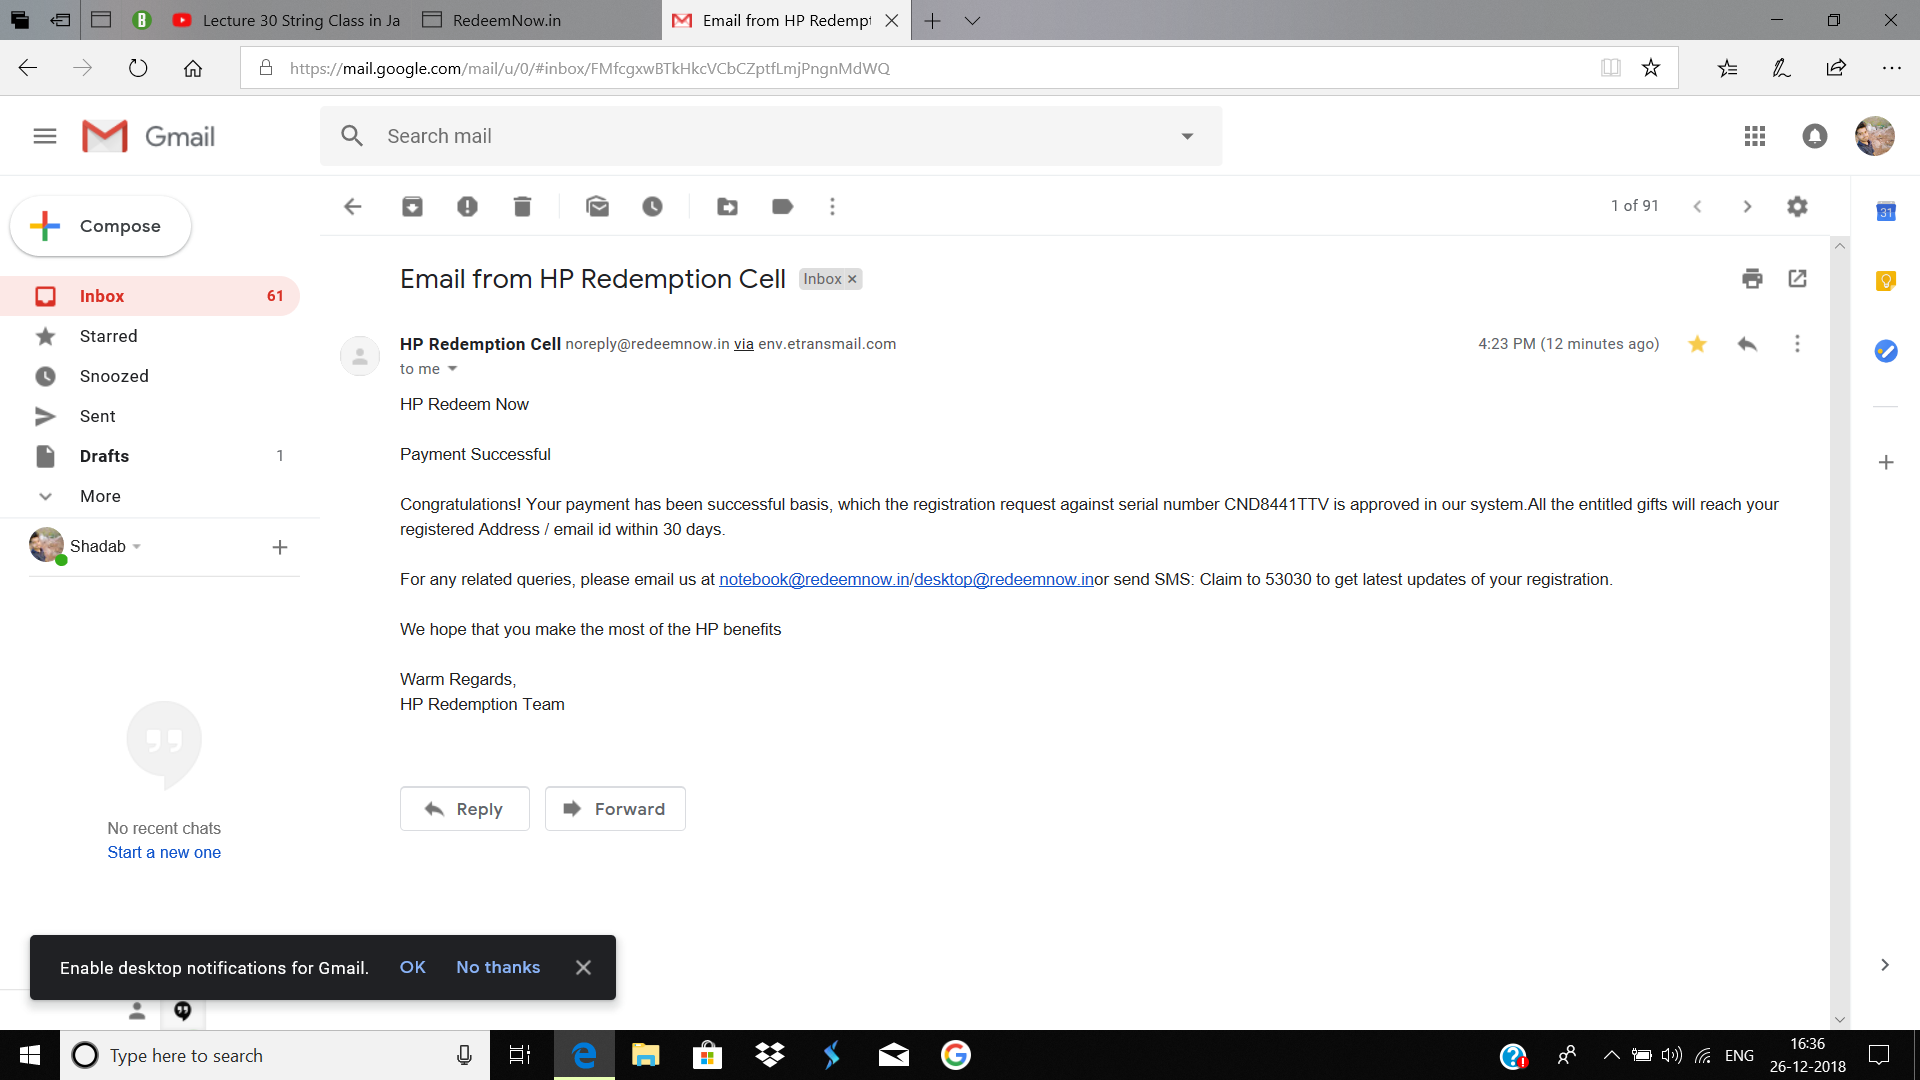 Lecture 30 String Class in Ja
RedeemNow.in
Email from HP Redempt
https://mail.google.com/mail/u/0/#inbox/FMfcgxwBTkHkcVCbCZptfLmjPngnMdWQ
Gmail
Search mail
Compose
1 of 91
31
Inbox 61
Starred
Snoozed
Sent
Drafts 1
More
Shadab
No recent chats
Start a new one
Email from HP Redemption Cell Inbox ×
HP Redemption Cell noreply@redeemnow.in via env.etransmail.com
4:23 PM (12 minutes ago)
to me
HP Redeem Now
Payment Successful
Congratulations! Your payment has been successful basis, which the registration request against serial number CND8441TTV is approved in our system.All the entitled gifts will reach your
registered Address / email id within 30 days.
For any related queries, please email us at notebook@redeemnow.in/desktop@redeemnow.inor send SMS: Claim to 53030 to get latest updates of your registration.
We hope that you make the most of the HP benefits
Warm Regards,
HP Redemption Team
Reply
Forward
Enable desktop notifications for Gmail. OK No thanks
Type here to search
ENG
16:36
26-12-2018